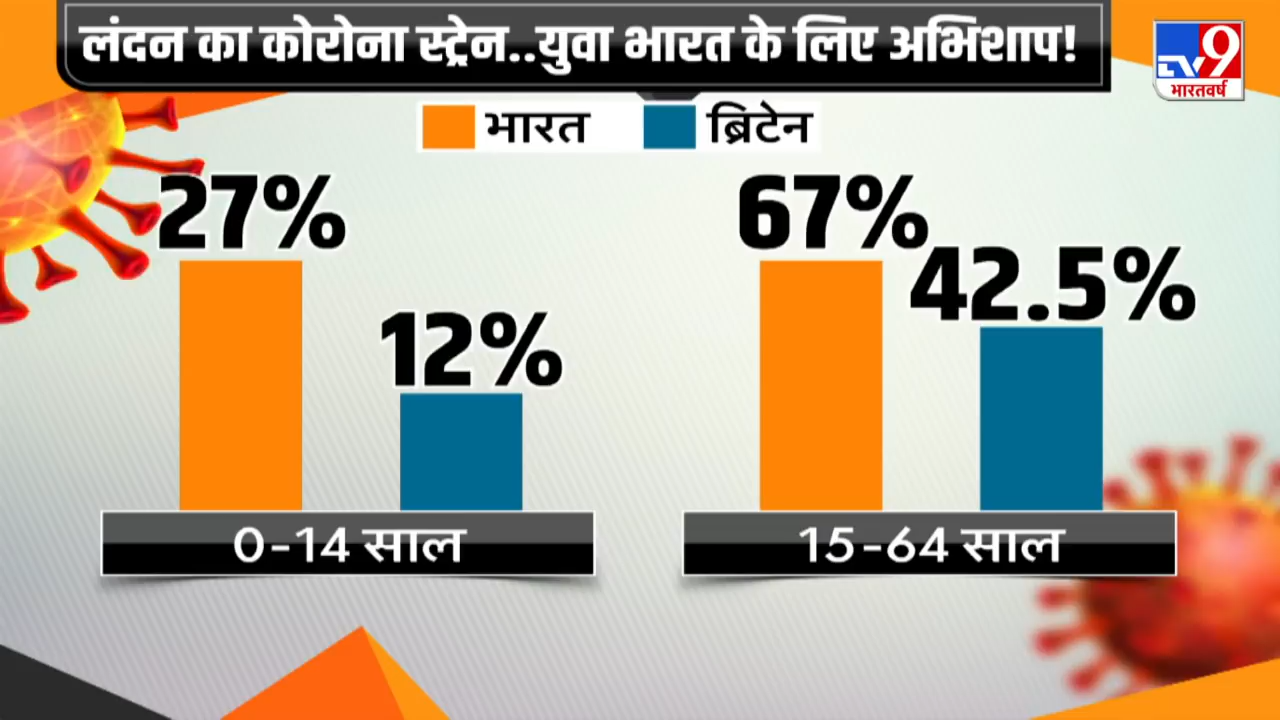 लंदन का कोरोना स्ट्रेन..युवा भारत के लिए अभिशाप!
TV9
भारतवर्ष
भारत ब्रिटेन
27% 67%
42.5%
12%
0-14 साल 15-64 साल